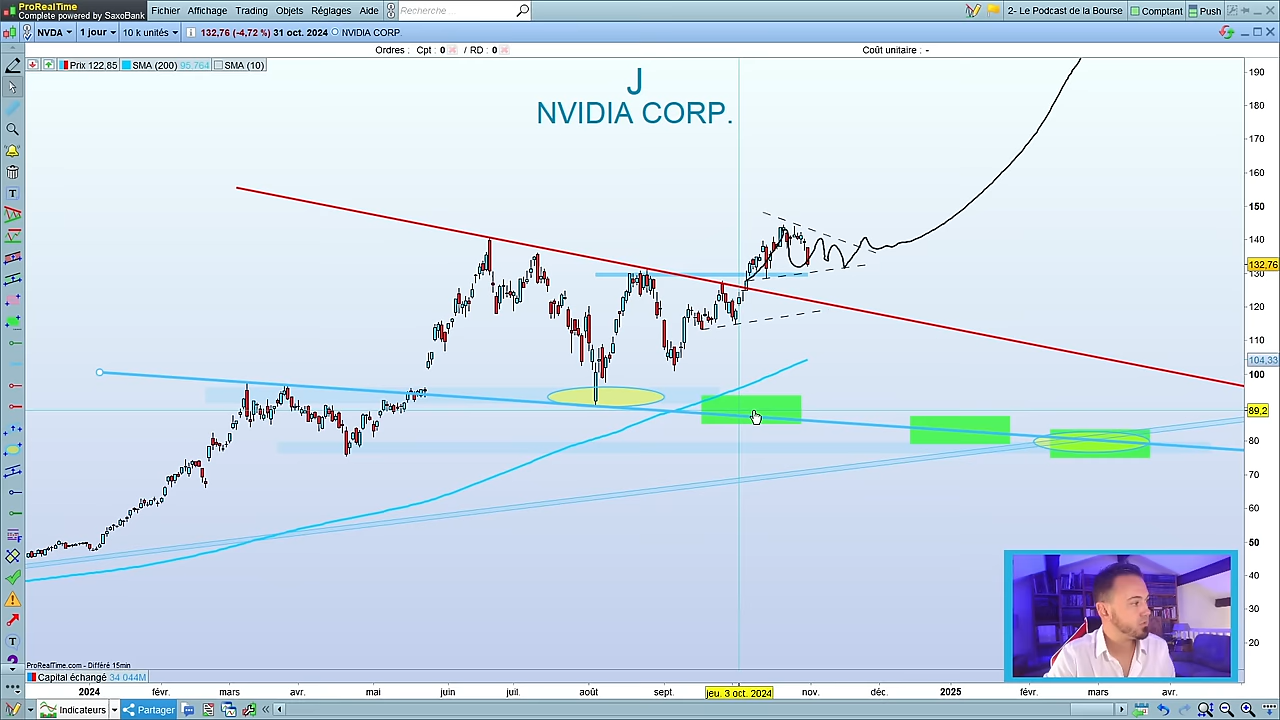 ProRealTime
Complete powered by SaxoBank
Fichier Affichage Trading Objets Réglages Aide Recherche... 2- Le Podcast de la Bourse Comptant Push
NVDA 1 jour 10 k unités i 132,76 (-4,72 %) 31 oct. 2024 NVIDIA CORP.
Ordres : Cpt : 0 / RD : 0 Coût unitaire : -
Prix 122,85 SMA (200) 95.764 SMA (10)
J
NVIDIA CORP.
190
180
170
160
150
140
132,76
130
120
110
104,33
100
89,2
80
70
60
50
40
30
20
ProRealTime.com - Différé 15min
Capital échangé 34 044M
2024 févr. mars avr. mai juin juil. août sept. jeu. 3 oct. 2024 nov. déc. 2025 févr. mars avr.
Indicateurs Partager